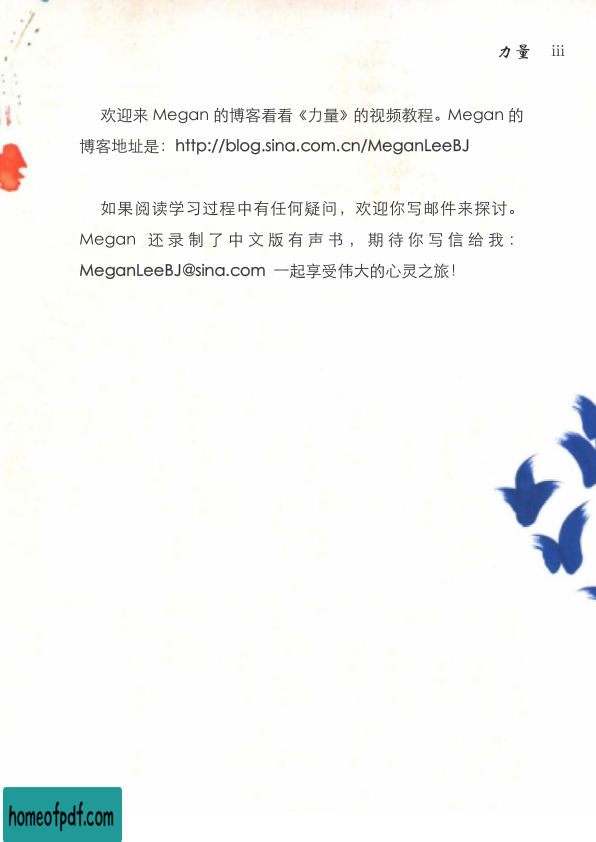 力量 iii
欢迎来 Megan 的博客看看《力量》的视频教程。Megan 的
博客地址是：http://blog.sina.com.cn/MeganLeeBJ
如果阅读学习过程中有任何疑问，欢迎你写邮件来探讨。
Megan 还录制了中文版有声书，期待你写信给我：
MeganLeeBJ@sina.com 一起享受伟大的心灵之旅！
homeofpdf.com